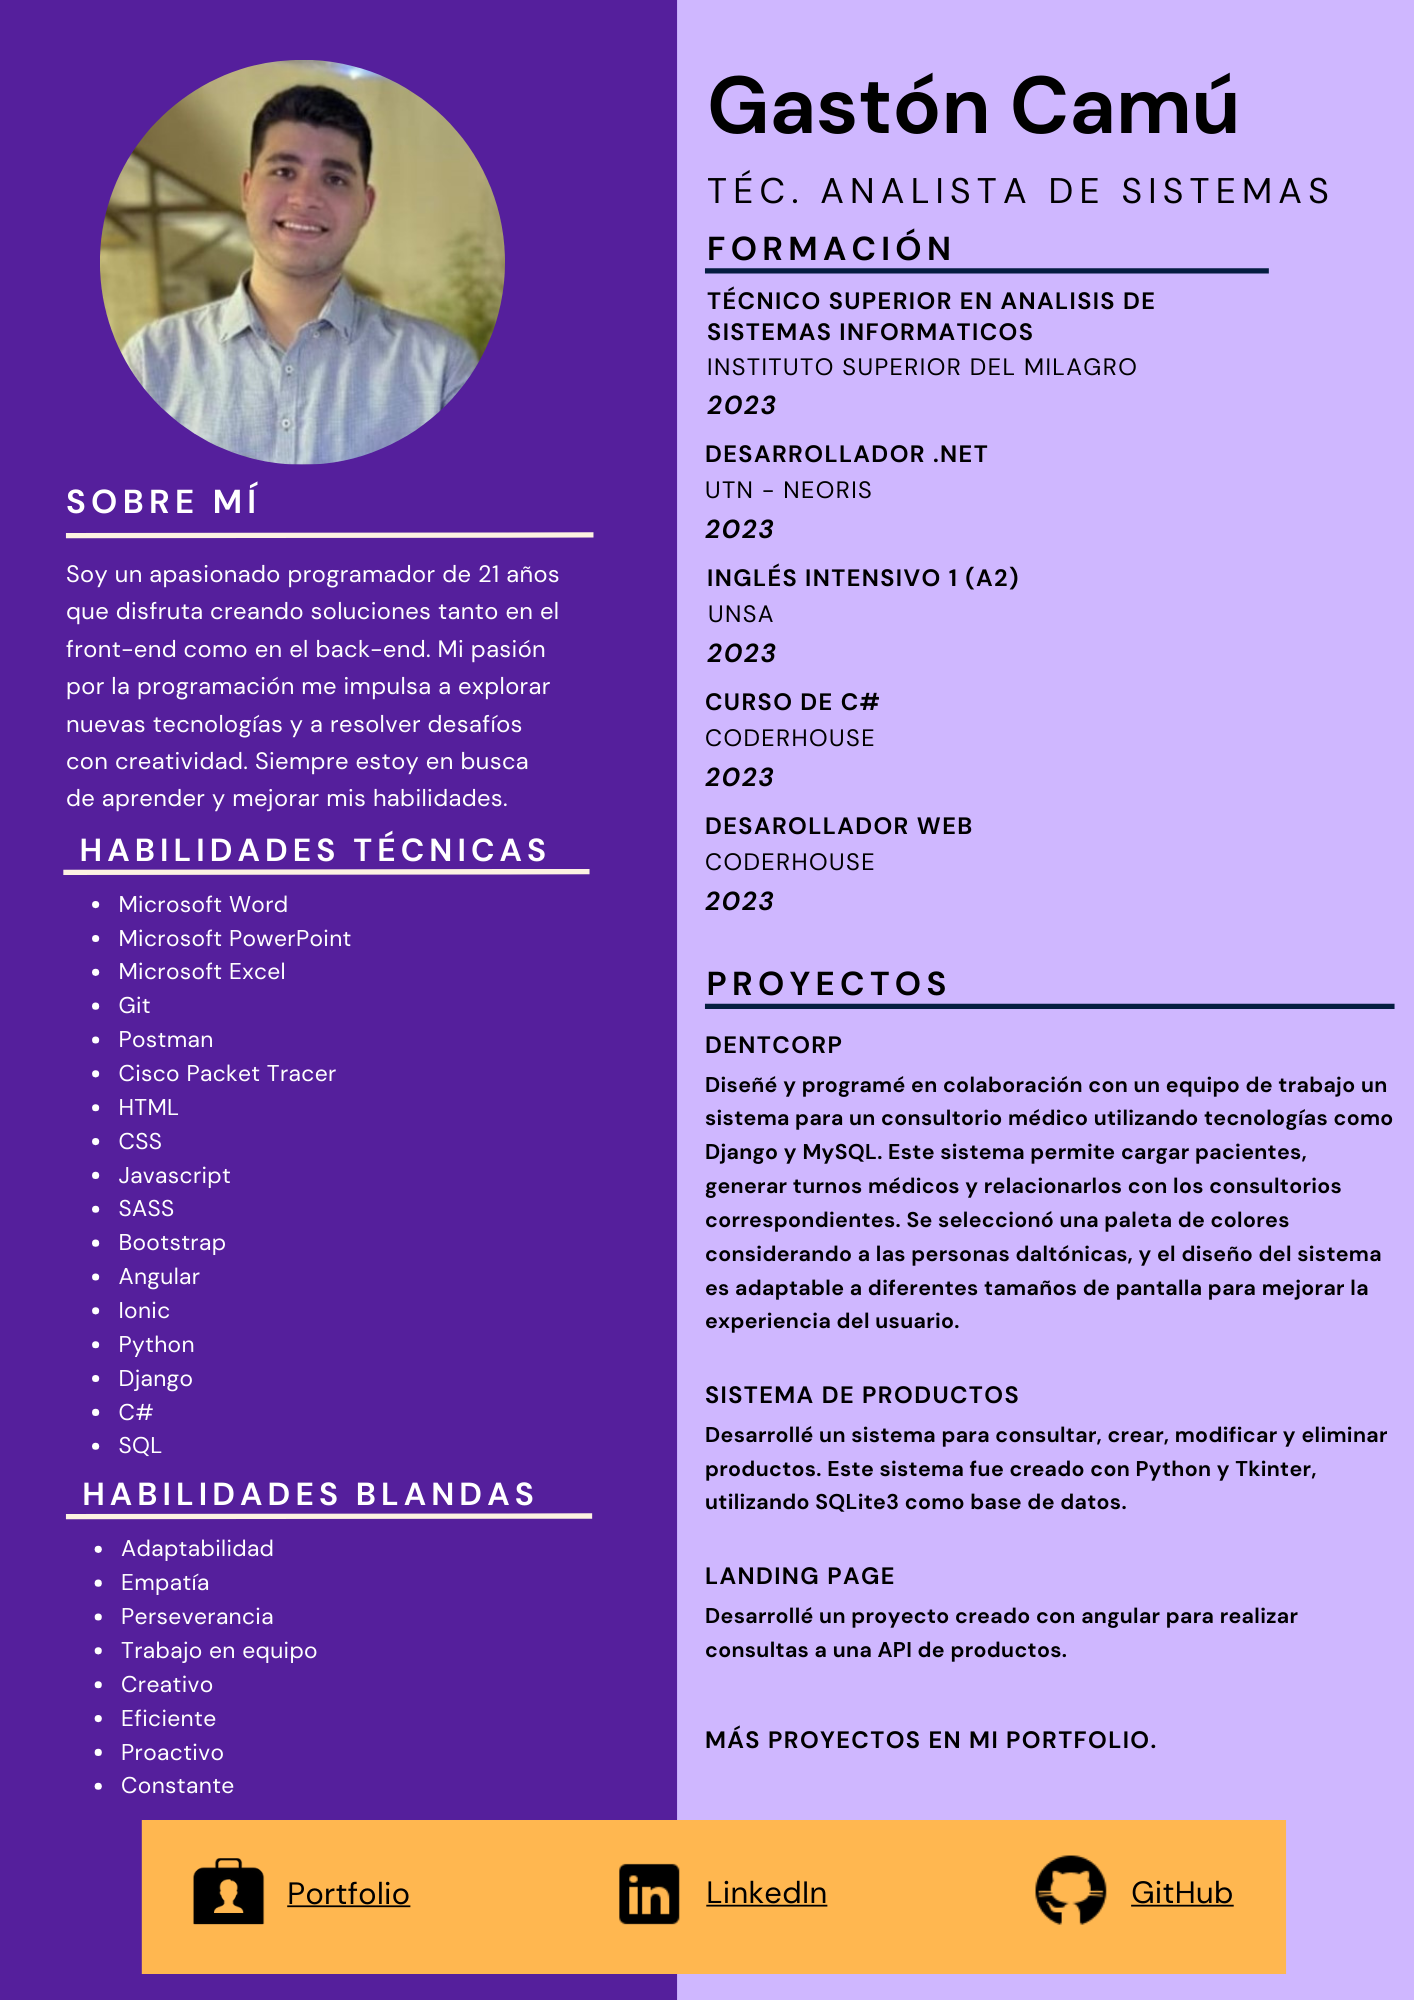 SOBRE MÍ
Soy un apasionado programador de 21 años
que disfruta creando soluciones tanto en el
front-end como en el back-end. Mi pasión
por la programación me impulsa a explorar
nuevas tecnologías y a resolver desafíos
con creatividad. Siempre estoy en busca
de aprender y mejorar mis habilidades.
HABILIDADES TÉCNICAS
• Microsoft Word
• Microsoft PowerPoint
• Microsoft Excel
• Git
• Postman
• Cisco Packet Tracer
• HTML
• CSS
• Javascript
• SASS
• Bootstrap
• Angular
• Ionic
• Python
• Django
• C#
• SQL
HABILIDADES BLANDAS
• Adaptabilidad
• Empatía
• Perseverancia
• Trabajo en equipo
• Creativo
• Eficiente
• Proactivo
• Constante
Gastón Camú
TÉC. ANALISTA DE SISTEMAS
FORMACIÓN
TÉCNICO SUPERIOR EN ANALISIS DE
SISTEMAS INFORMATICOS
INSTITUTO SUPERIOR DEL MILAGRO
2023
DESARROLLADOR .NET
UTN - NEORIS
2023
INGLÉS INTENSIVO 1 (A2)
UNSA
2023
CURSO DE C#
CODERHOUSE
2023
DESAROLLADOR WEB
CODERHOUSE
2023
PROYECTOS
DENTCORP
Diseñé y programé en colaboración con un equipo de trabajo un
sistema para un consultorio médico utilizando tecnologías como
Django y MySQL. Este sistema permite cargar pacientes,
generar turnos médicos y relacionarlos con los consultorios
correspondientes. Se seleccionó una paleta de colores
considerando a las personas daltónicas, y el diseño del sistema
es adaptable a diferentes tamaños de pantalla para mejorar la
experiencia del usuario.
SISTEMA DE PRODUCTOS
Desarrollé un sistema para consultar, crear, modificar y eliminar
productos. Este sistema fue creado con Python y Tkinter,
utilizando SQLite3 como base de datos.
LANDING PAGE
Desarrollé un proyecto creado con angular para realizar
consultas a una API de productos.
MÁS PROYECTOS EN MI PORTFOLIO.
Portfolio
in LinkedIn
GitHub